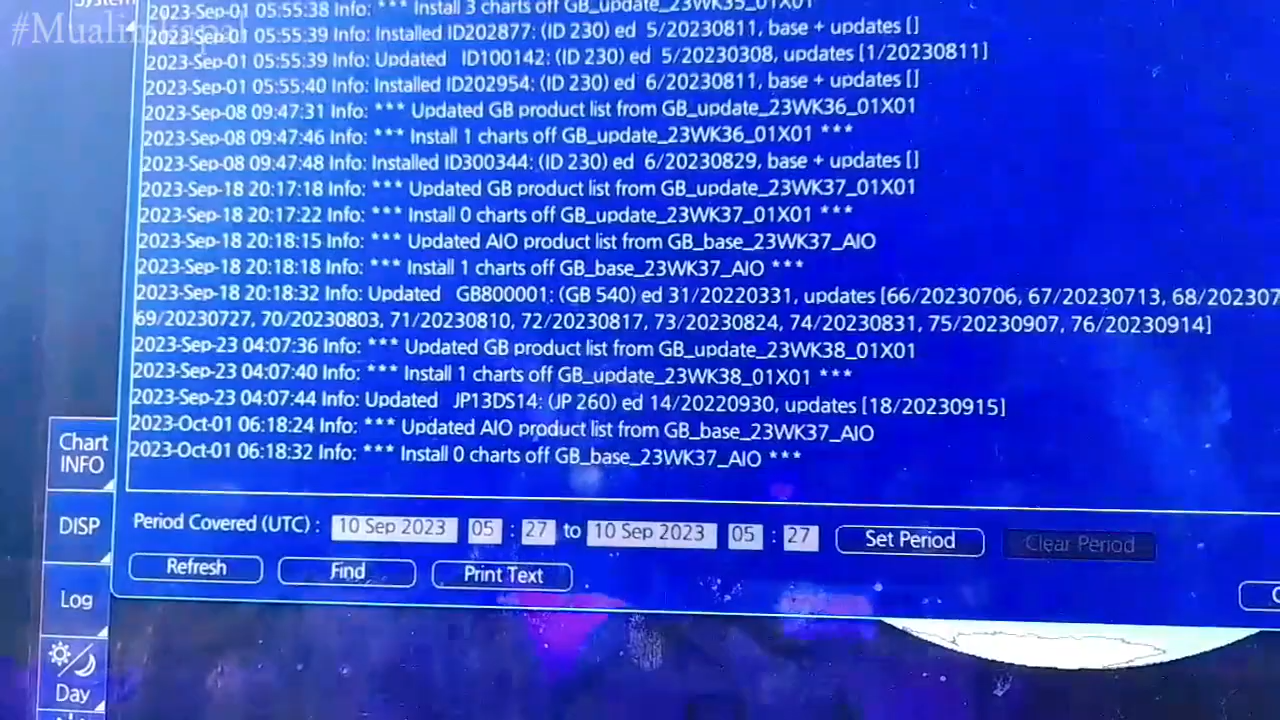 System
#Mualimkapal
2023-Sep-01 05:55:38 Info: *** Install 3 charts off GB_update_23WK35_01X01
2023-Sep-01 05:55:39 Info: Installed ID202877: (ID 230) ed 5/20230811, base + updates []
2023-Sep-01 05:55:39 Info: Updated ID100142: (ID 230) ed 5/20230308, updates [1/20230811]
2023-Sep-01 05:55:40 Info: Installed ID202954: (ID 230) ed 6/20230811, base + updates []
2023-Sep-08 09:47:31 Info: *** Updated GB product list from GB_update_23WK36_01X01
2023-Sep-08 09:47:46 Info: *** Install 1 charts off GB_update_23WK36_01X01 ***
2023-Sep-08 09:47:48 Info: Installed ID300344: (ID 230) ed 6/20230829, base + updates []
2023-Sep-18 20:17:18 Info: *** Updated GB product list from GB_update_23WK37_01X01
2023-Sep-18 20:17:22 Info: *** Install 0 charts off GB_update_23WK37_01X01 ***
2023-Sep-18 20:18:15 Info: *** Updated AIO product list from GB_base_23WK37_AIO
2023-Sep-18 20:18:18 Info: *** Install 1 charts off GB_base_23WK37_AIO ***
2023-Sep-18 20:18:32 Info: Updated GB800001: (GB 540) ed 31/20220331, updates [66/20230706, 67/20230713, 68/202307
69/20230727, 70/20230803, 71/20230810, 72/20230817, 73/20230824, 74/20230831, 75/20230907, 76/20230914]
2023-Sep-23 04:07:36 Info: *** Updated GB product list from GB_update_23WK38_01X01
2023-Sep-23 04:07:40 Info: *** Install 1 charts off GB_update_23WK38_01X01 ***
2023-Sep-23 04:07:44 Info: Updated JP13DS14: (JP 260) ed 14/20220930, updates [18/20230915]
2023-Oct-01 06:18:24 Info: *** Updated AIO product list from GB_base_23WK37_AIO
2023-Oct-01 06:18:32 Info: *** Install 0 charts off GB_base_23WK37_AIO ***
Chart
INFO
DISP
Log
Day
Period Covered (UTC) : 10 Sep 2023 05 : 27 to 10 Sep 2023 05 : 27 Set Period Clear Period
Refresh Find Print Text